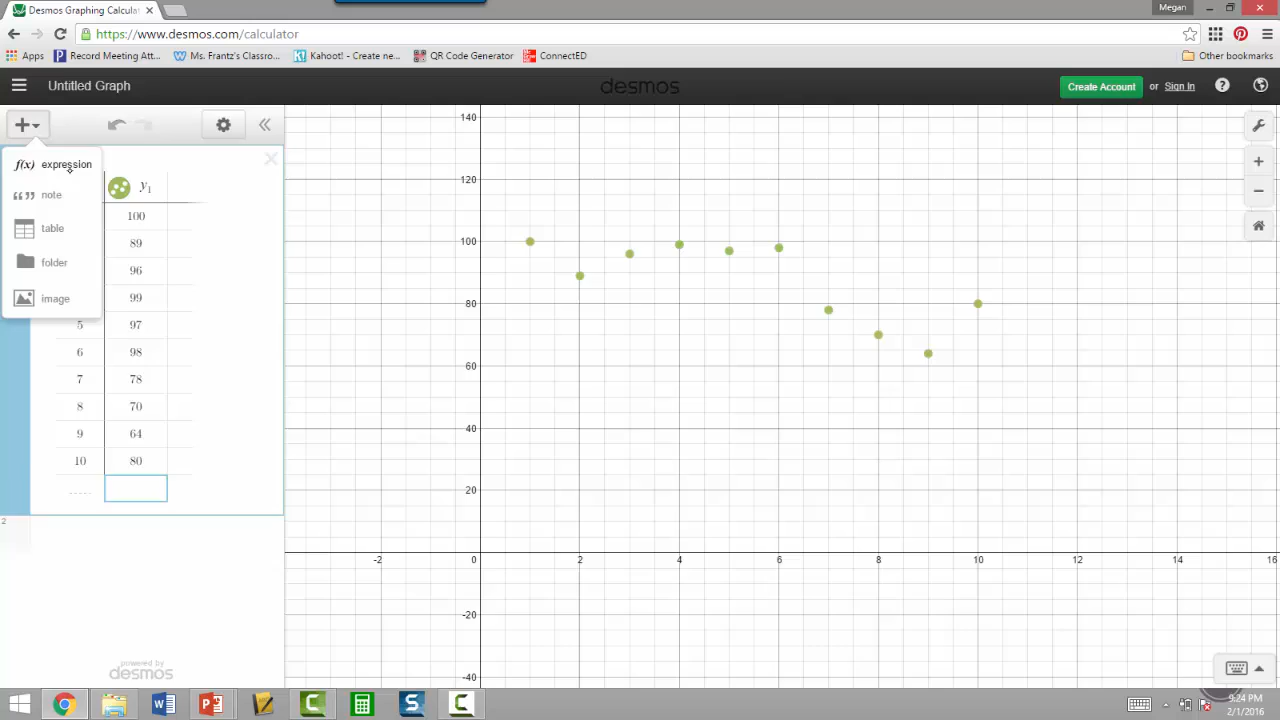 Desmos Graphing Calculat
Megan
https://www.desmos.com/calculator
Apps
Record Meeting Att...
Ms. Frantz's Classro...
Kahoot! - Create ne...
QR Code Generator
ConnectED
Other bookmarks
Untitled Graph
desmos
Create Account
or
Sign In
?
f(x) expression
note
table
folder
image
y1
100
89
96
99
5 97
6 98
7 78
8 70
9 64
10 80
2
powered by
desmos
140
120
100
80
60
40
20
-20
-40
-2 0 2 4 6 8 10 12 14 16
9:24 PM
2/1/2016